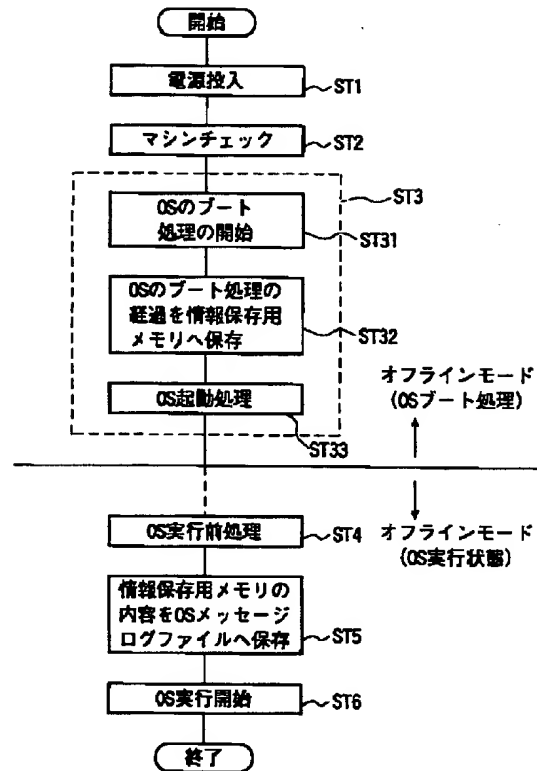 開始
電源投入
ST1
マシンチェック
ST2
ST3
OSのブート
処理の開始
ST31
OSのブート処理の
経過を情報保存用
メモリへ保存
ST32
OS起動処理
ST33
オフラインモード
(OSブート処理)
オフラインモード
(OS実行状態)
OS実行前処理
ST4
情報保存用メモリの
内容をOSメッセージ
ログファイルへ保存
ST5
OS実行開始
ST6
終了